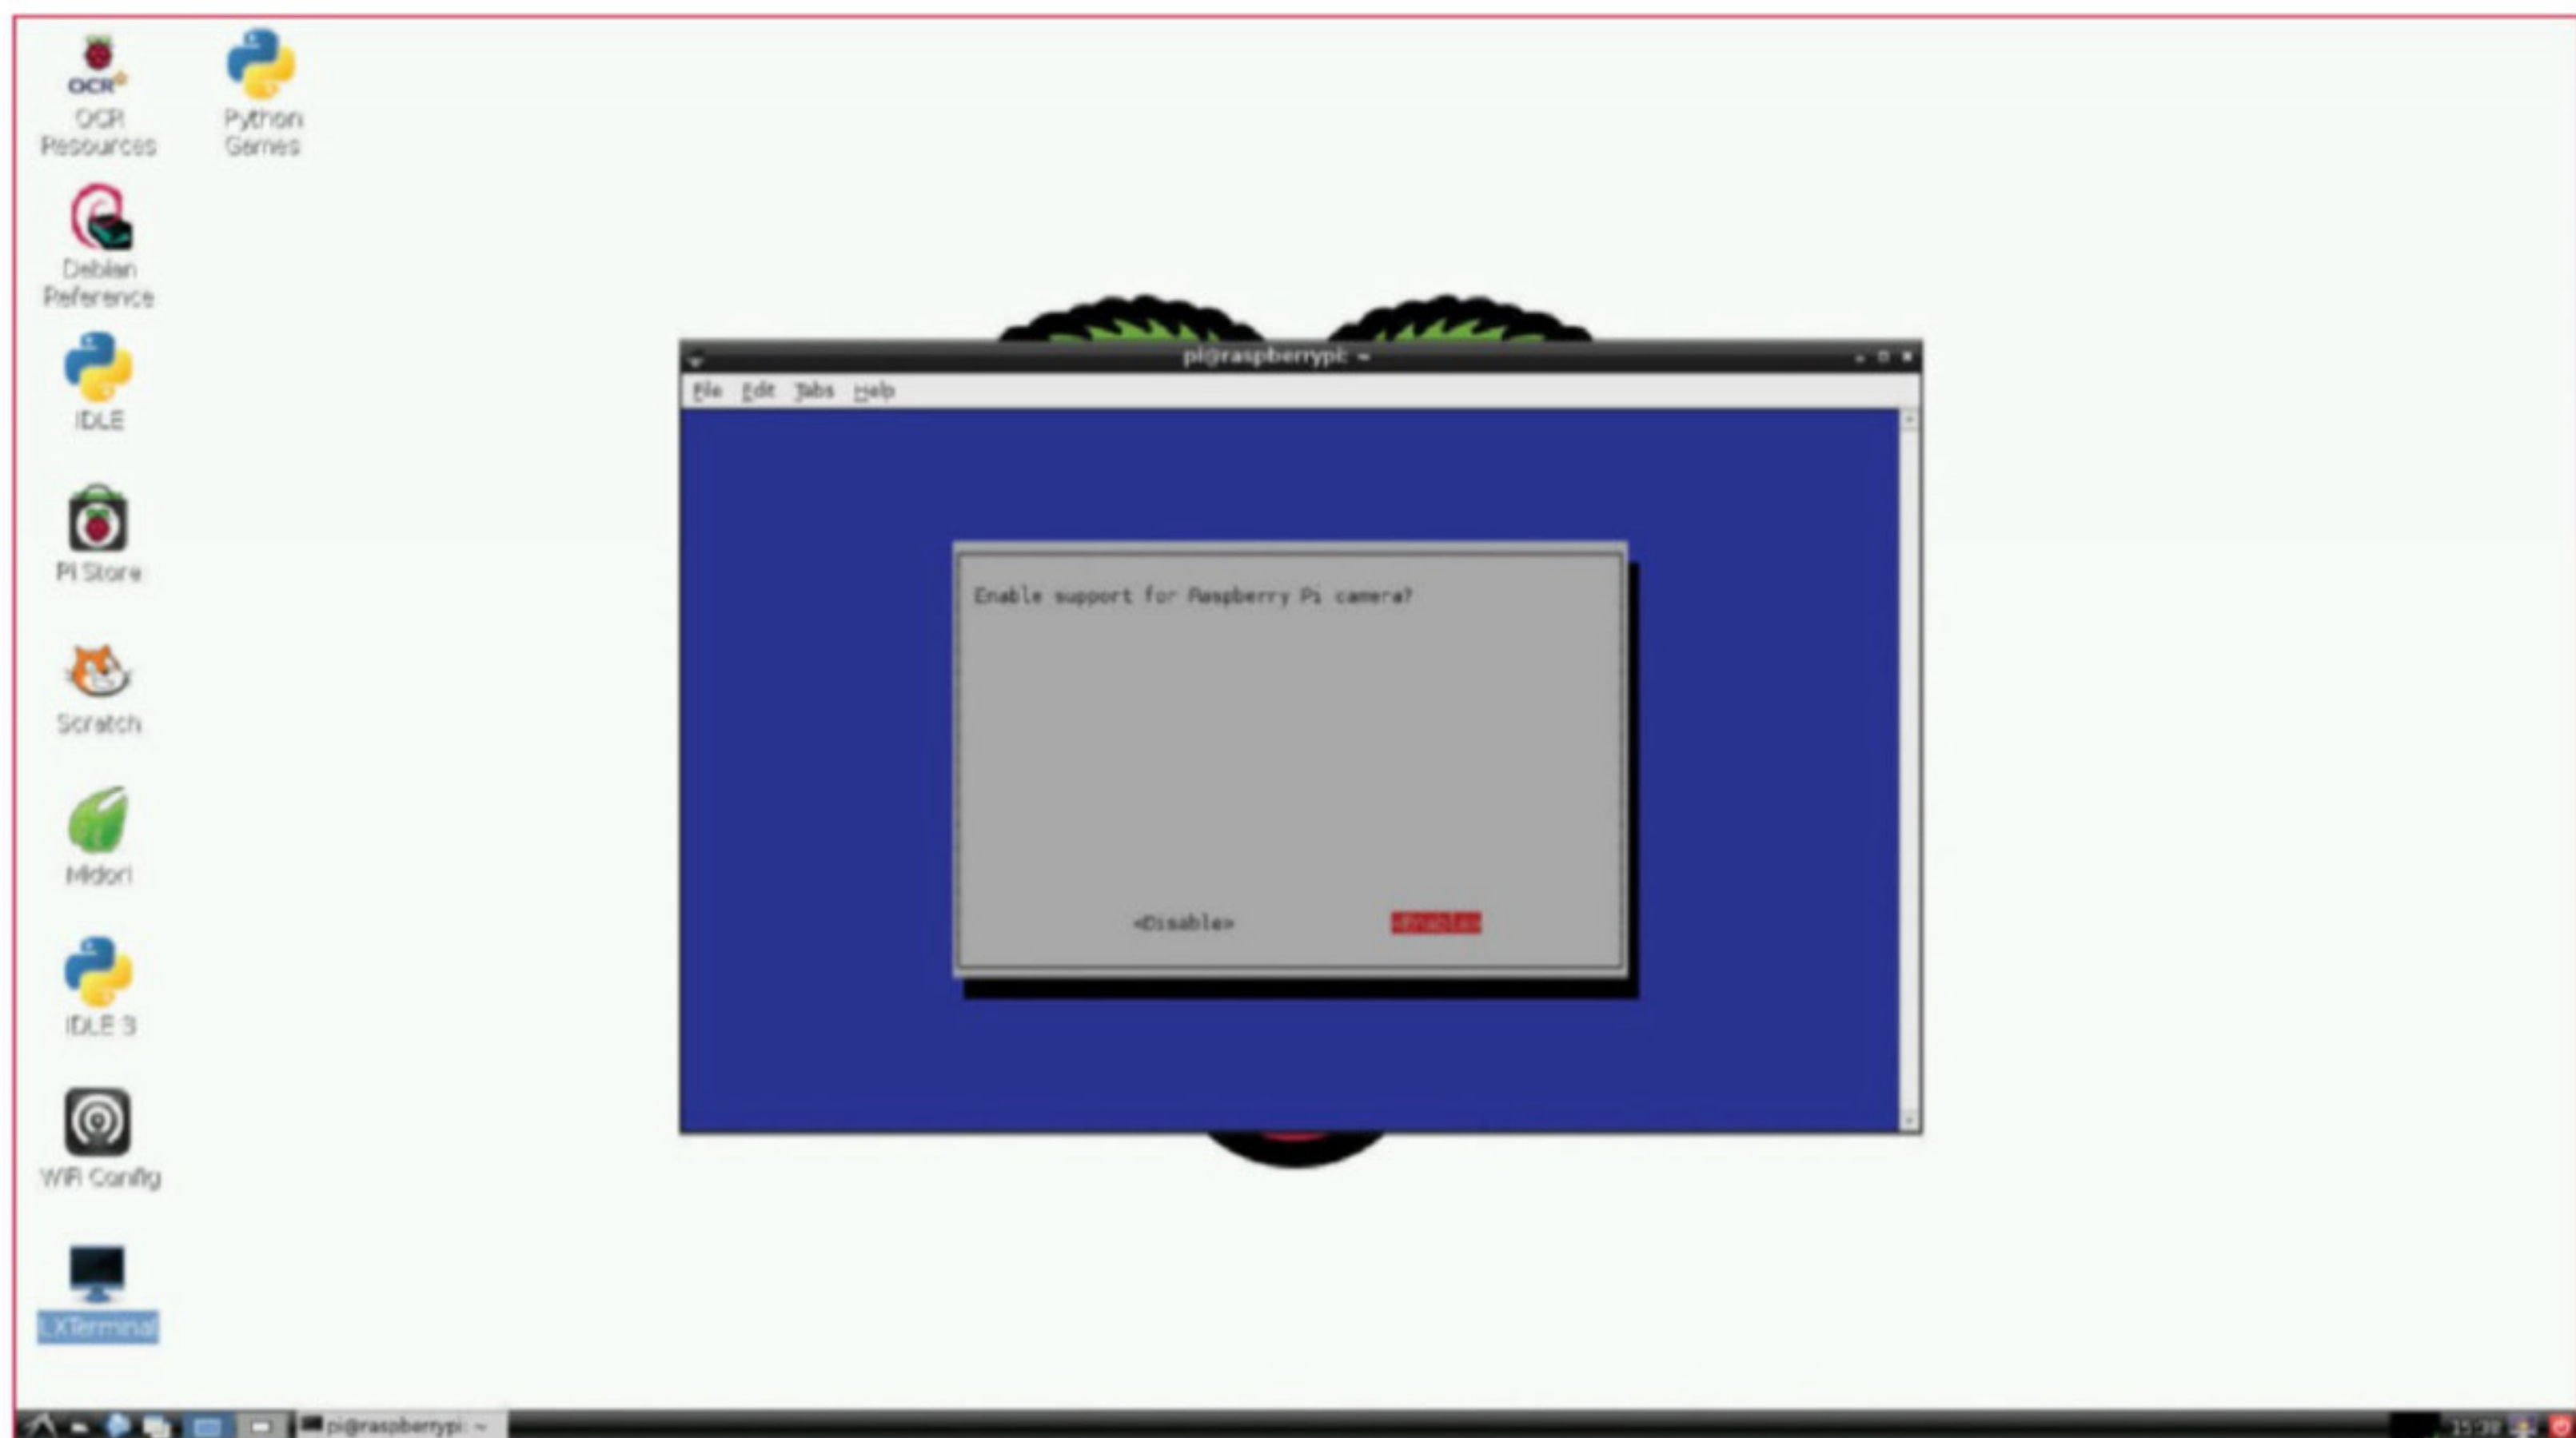 OCR
OCR
Resources
Python
Games
Debian
Reference
IDLE
Pi Store
Scratch
Midori
IDLE 3
WiFi Config
LXTerminal
pi@raspberrypi: ~
File Edit Tabs Help
Enable support for Raspberry Pi camera?
<Disable> <Enable>
pi@raspberrypi: ~